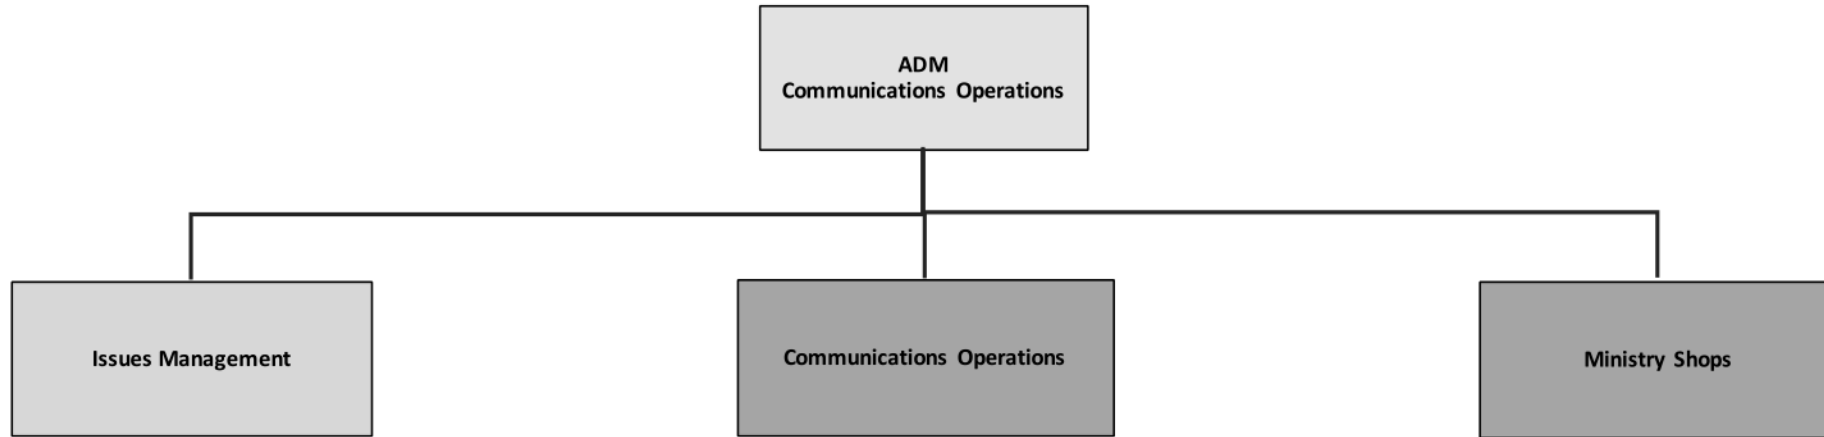 ADM
Communications Operations
Issues Management
Communications Operations
Ministry Shops